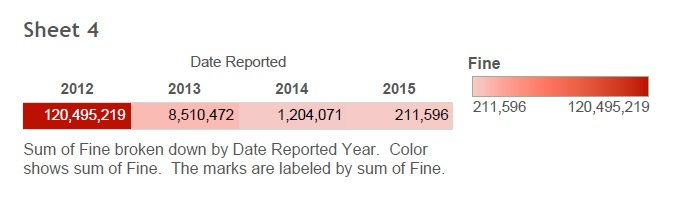 Sheet 4
Date Reported
2012 2013 2014 2015
120,495,219 8,510,472 1,204,071 211,596
Sum of Fine broken down by Date Reported Year. Color
shows sum of Fine. The marks are labeled by sum of Fine.
Fine
211,596 120,495,219